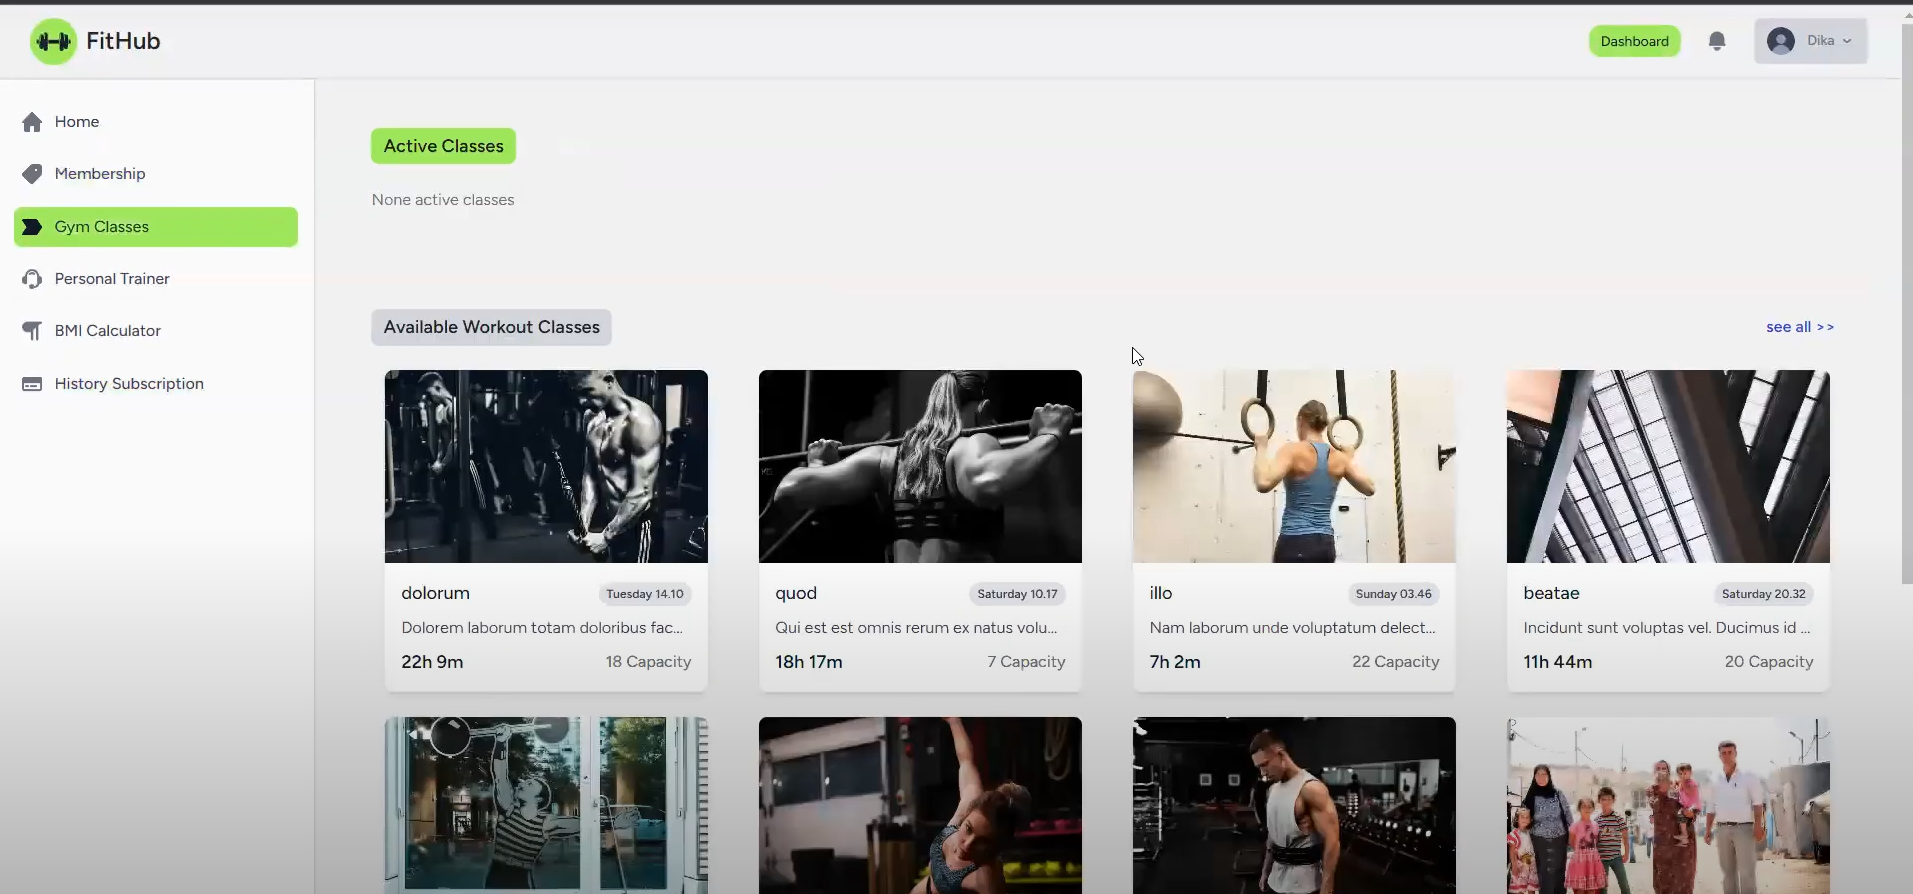 FitHub
Dashboard
Dika
Home
Membership
Gym Classes
Personal Trainer
BMI Calculator
History Subscription
Active Classes
None active classes
Available Workout Classes
see all >>
dolorum
Tuesday 14.10
Dolorem laborum totam doloribus fac...
22h 9m
18 Capacity
quod
Saturday 10.17
Qui est est omnis rerum ex natus volu...
18h 17m
7 Capacity
illo
Sunday 03.46
Nam laborum unde voluptatum delect...
7h 2m
22 Capacity
beatae
Saturday 20.32
Incidunt sunt voluptas vel. Ducimus id ...
11h 44m
20 Capacity